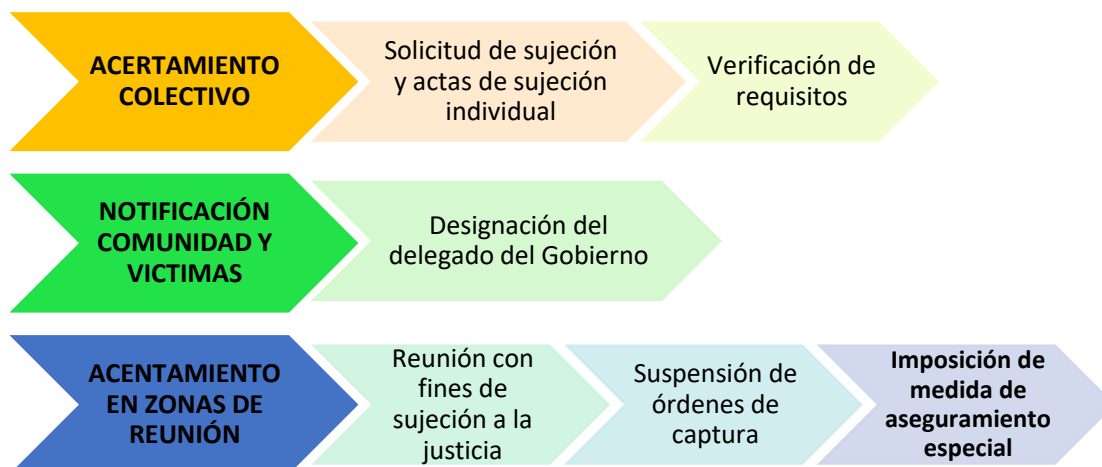 ACERTAMIENTO
COLECTIVO
Solicitud de sujeción
y actas de sujeción
individual
Verificación de
requisitos
NOTIFICACIÓN
COMUNIDAD Y
VICTIMAS
Designación del
delegado del Gobierno
ACENTAMIENTO
EN ZONAS DE
REUNIÓN
Reunión con
fines de
sujeción a la
justicia
Suspensión de
órdenes de
captura
Imposición de
medida de
aseguramiento
especial